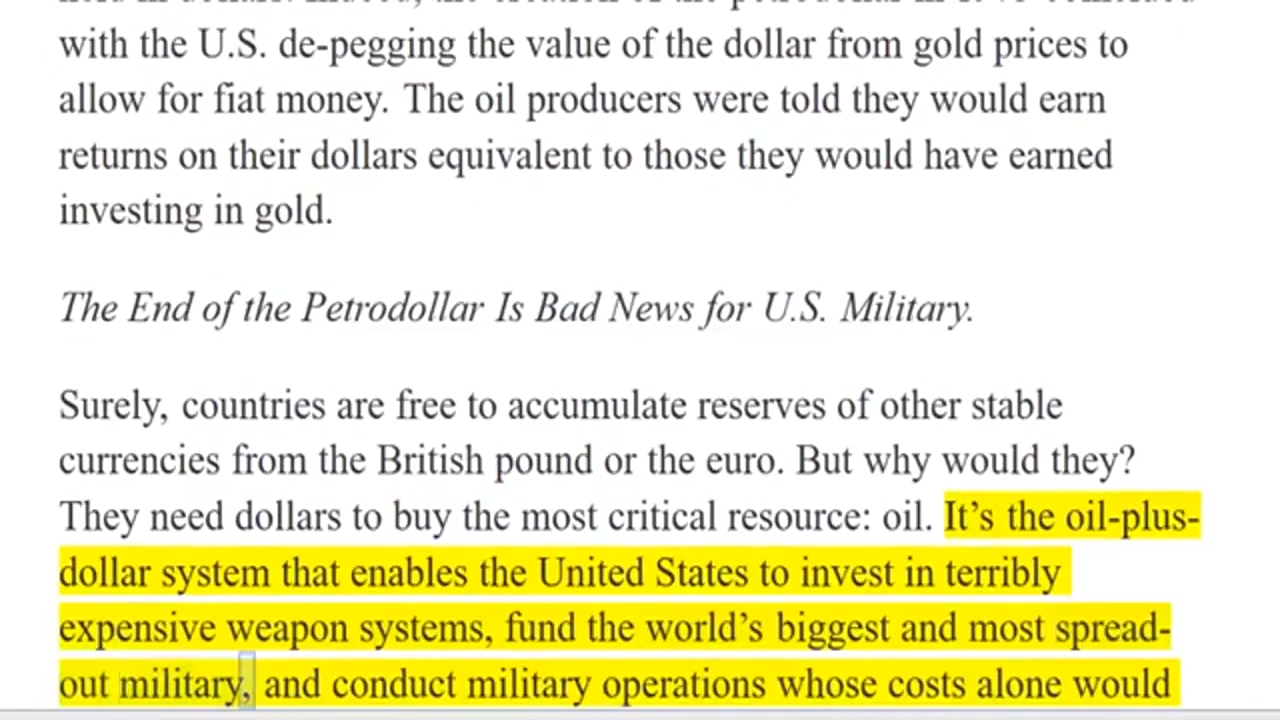 with the U.S. de-pegging the value of the dollar from gold prices to
allow for fiat money. The oil producers were told they would earn
returns on their dollars equivalent to those they would have earned
investing in gold.
The End of the Petrodollar Is Bad News for U.S. Military.
Surely, countries are free to accumulate reserves of other stable
currencies from the British pound or the euro. But why would they?
They need dollars to buy the most critical resource: oil. It’s the oil-plus-
dollar system that enables the United States to invest in terribly
expensive weapon systems, fund the world’s biggest and most spread-
out military, and conduct military operations whose costs alone would